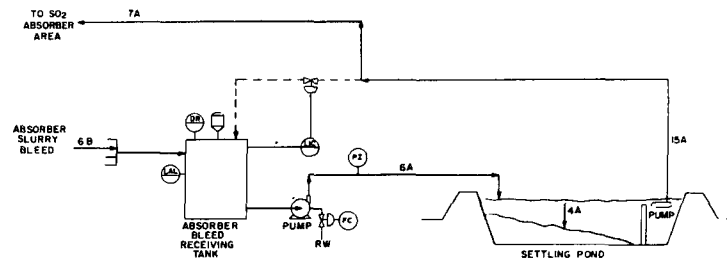 TO SO2
ABSORBER
AREA
7A
ABSORBER
SLURRY
BLEED
6B
DR
LAL
LIC
PI
6A
15A
4A
PUMP
FC
PUMP
RW
ABSORBER
BLEED
RECEIVING
TANK
SETTLING POND